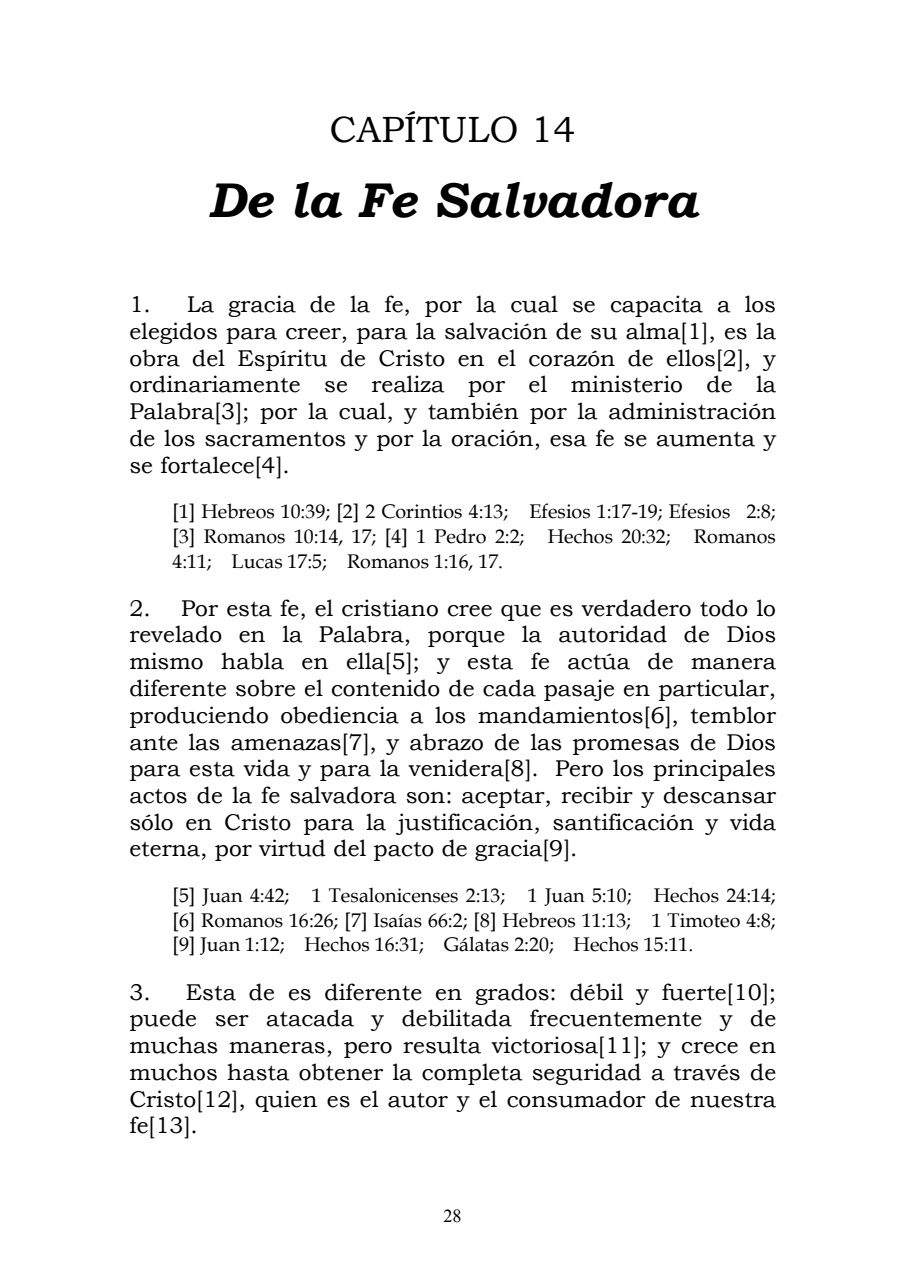 CAPÍTULO 14
De la Fe Salvadora
1. La gracia de la fe, por la cual se capacita a los
elegidos para creer, para la salvación de su alma[1], es la
obra del Espíritu de Cristo en el corazón de ellos[2], y
ordinariamente se realiza por el ministerio de la
Palabra[3]; por la cual, y también por la administración
de los sacramentos y por la oración, esa fe se aumenta y
se fortalece[4].
[1] Hebreos 10:39; [2] 2 Corintios 4:13; Efesios 1:17-19; Efesios 2:8;
[3] Romanos 10:14, 17; [4] 1 Pedro 2:2; Hechos 20:32; Romanos
4:11; Lucas 17:5; Romanos 1:16, 17.
2. Por esta fe, el cristiano cree que es verdadero todo lo
revelado en la Palabra, porque la autoridad de Dios
mismo habla en ella[5]; y esta fe actúa de manera
diferente sobre el contenido de cada pasaje en particular,
produciendo obediencia a los mandamientos[6], temblor
ante las amenazas[7], y abrazo de las promesas de Dios
para esta vida y para la venidera[8]. Pero los principales
actos de la fe salvadora son: aceptar, recibir y descansar
sólo en Cristo para la justificación, santificación y vida
eterna, por virtud del pacto de gracia[9].
[5] Juan 4:42; 1 Tesalonicenses 2:13; 1 Juan 5:10; Hechos 24:14;
[6] Romanos 16:26; [7] Isaías 66:2; [8] Hebreos 11:13; 1 Timoteo 4:8;
[9] Juan 1:12; Hechos 16:31; Gálatas 2:20; Hechos 15:11.
3. Esta de es diferente en grados: débil y fuerte[10];
puede ser atacada y debilitada frecuentemente y de
muchas maneras, pero resulta victoriosa[11]; y crece en
muchos hasta obtener la completa seguridad a través de
Cristo[12], quien es el autor y el consumador de nuestra
fe[13].
28